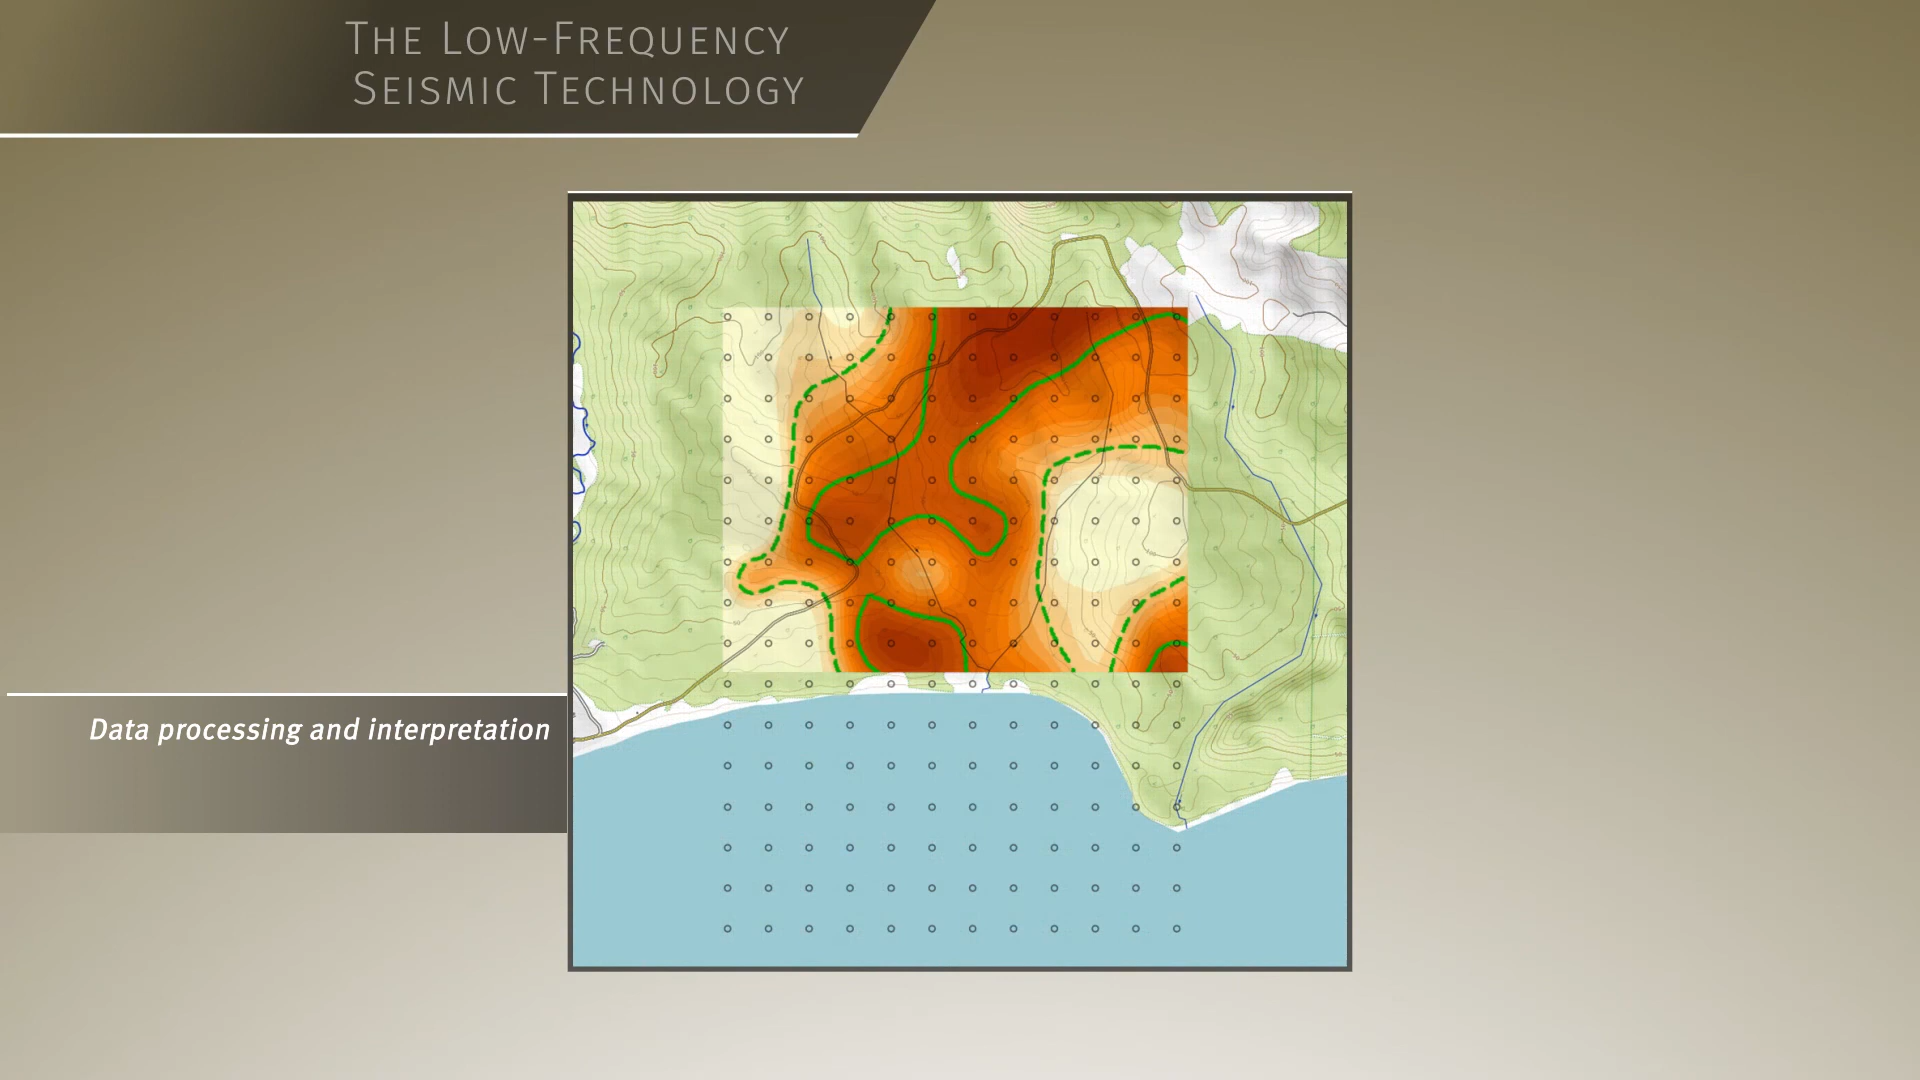 THE LOW-FREQUENCY
SEISMIC TECHNOLOGY
Data processing and interpretation